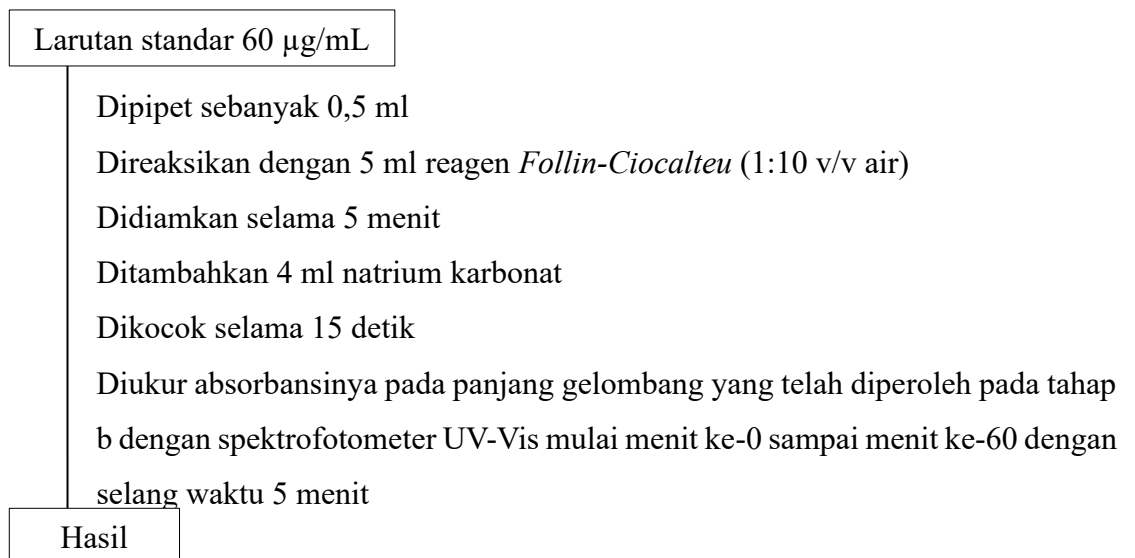 Larutan standar 60 µg/mL
Dipipet sebanyak 0,5 ml
Direaksikan dengan 5 ml reagen Follin-Ciocalteu (1:10 v/v air)
Didiamkan selama 5 menit
Ditambahkan 4 ml natrium karbonat
Dikocok selama 15 detik
Diukur absorbansinya pada panjang gelombang yang telah diperoleh pada tahap
b dengan spektrofotometer UV-Vis mulai menit ke-0 sampai menit ke-60 dengan
selang waktu 5 menit
Hasil